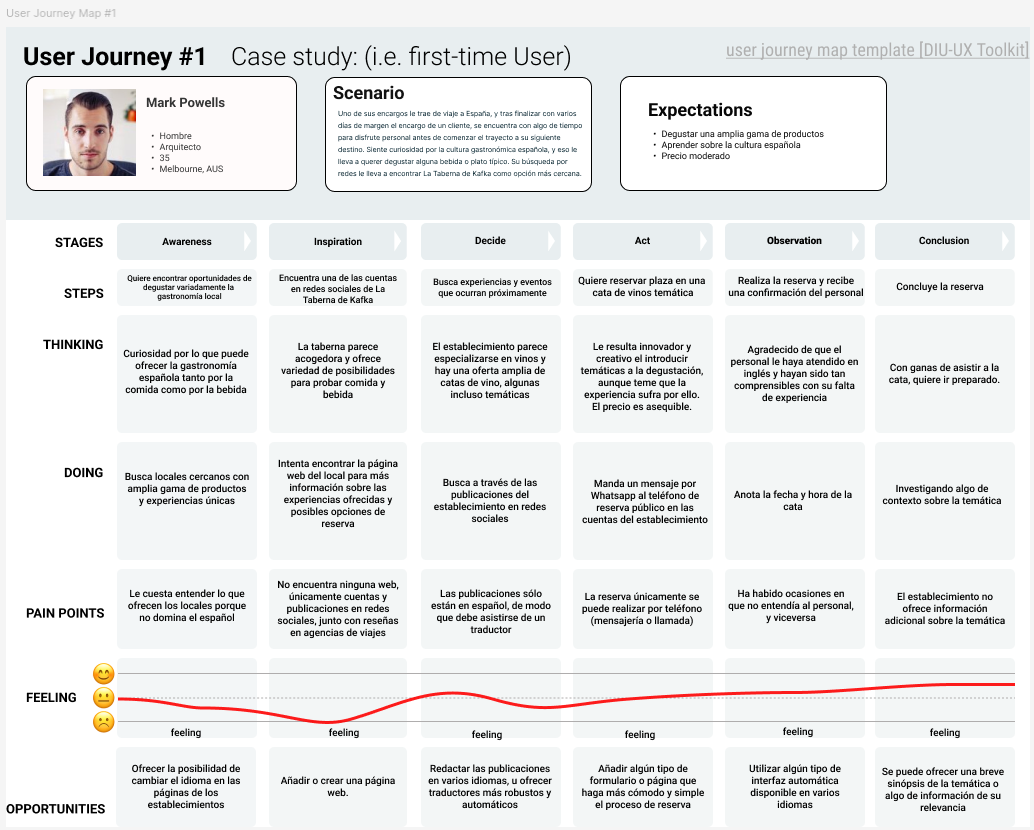 User Journey Map #1
User Journey #1 Case study: (i.e. first-time User)
user journey map template [DIU-UX Toolkit]
Mark Powells
• Hombre
• Arquitecto
• 35
• Melbourne, AUS
Scenario
Uno de sus encargos le trae de viaje a España, y tras finalizar con varios
días de margen el encargo de un cliente, se encuentra con algo de tiempo
para disfrute personal antes de comenzar el trayecto a su siguiente
destino. Siente curiosidad por la cultura gastronómica española, y eso le
lleva a querer degustar alguna bebida o plato típico. Su búsqueda por
redes le lleva a encontrar La Taberna de Kafka como opción más cercana.
Expectations
• Degustar una amplia gama de productos
• Aprender sobre la cultura española
• Precio moderado
STAGES
Awareness
Inspiration
Decide
Act
Observation
Conclusion
STEPS
Quiere encontrar oportunidades de
degustar variadamente la
gastronomía local
Encuentra una de las cuentas
en redes sociales de La
Taberna de Kafka
Busca experiencias y eventos
que ocurran próximamente
Quiere reservar plaza en una
cata de vinos temática
Realiza la reserva y recibe
una confirmación del personal
Concluye la reserva
THINKING
Curiosidad por lo que puede
ofrecer la gastronomía
española tanto por la
comida como por la bebida
La taberna parece
acogedora y ofrece
variedad de posibilidades
para probar comida y
bebida
El establecimiento parece
especializarse en vinos y
hay una oferta amplia de
catas de vino, algunas
incluso temáticas
Le resulta innovador y
creativo el introducir
temáticas a la degustación,
aunque teme que la
experiencia sufra por ello.
El precio es asequible.
Agradecido de que el
personal le haya atendido en
inglés y hayan sido tan
comprensibles con su falta
de experiencia
Con ganas de asistir a la
cata, quiere ir preparado.
DOING
Busca locales cercanos con
amplia gama de productos
y experiencias únicas
Intenta encontrar la página
web del local para más
información sobre las
experiencias ofrecidas y
posibles opciones de
reserva
Busca a través de las
publicaciones del
establecimiento en redes
sociales
Manda un mensaje por
Whatsapp al teléfono de
reserva público en las
cuentas del establecimiento
Anota la fecha y hora de la
cata
Investigando algo de
contexto sobre la temática
PAIN POINTS
Le cuesta entender lo que
ofrecen los locales porque
no domina el español
No encuentra ninguna web,
únicamente cuentas y
publicaciones en redes
sociales, junto con reseñas
en agencias de viajes
Las publicaciones sólo
están en español, de modo
que debe asistirse de un
traductor
La reserva únicamente se
puede realizar por teléfono
(mensajería o llamada)
Ha habido ocasiones en
que no entendía al personal,
y viceversa
El establecimiento no
ofrece información
adicional sobre la temática
FEELING
feeling
feeling
feeling
feeling
feeling
feeling
OPPORTUNITIES
Ofrecer la posibilidad de
cambiar el idioma en las
páginas de los
establecimientos
Añadir o crear una página
web.
Redactar las publicaciones
en varios idiomas, u ofrecer
traductores más robustos y
automáticos
Añadir algún tipo de
formulario o página que
haga más cómodo y simple
el proceso de reserva
Utilizar algún tipo de
interfaz automática
disponible en varios
idiomas
Se puede ofrecer una breve
sinópsis de la temática o
algo de información de su
relevancia